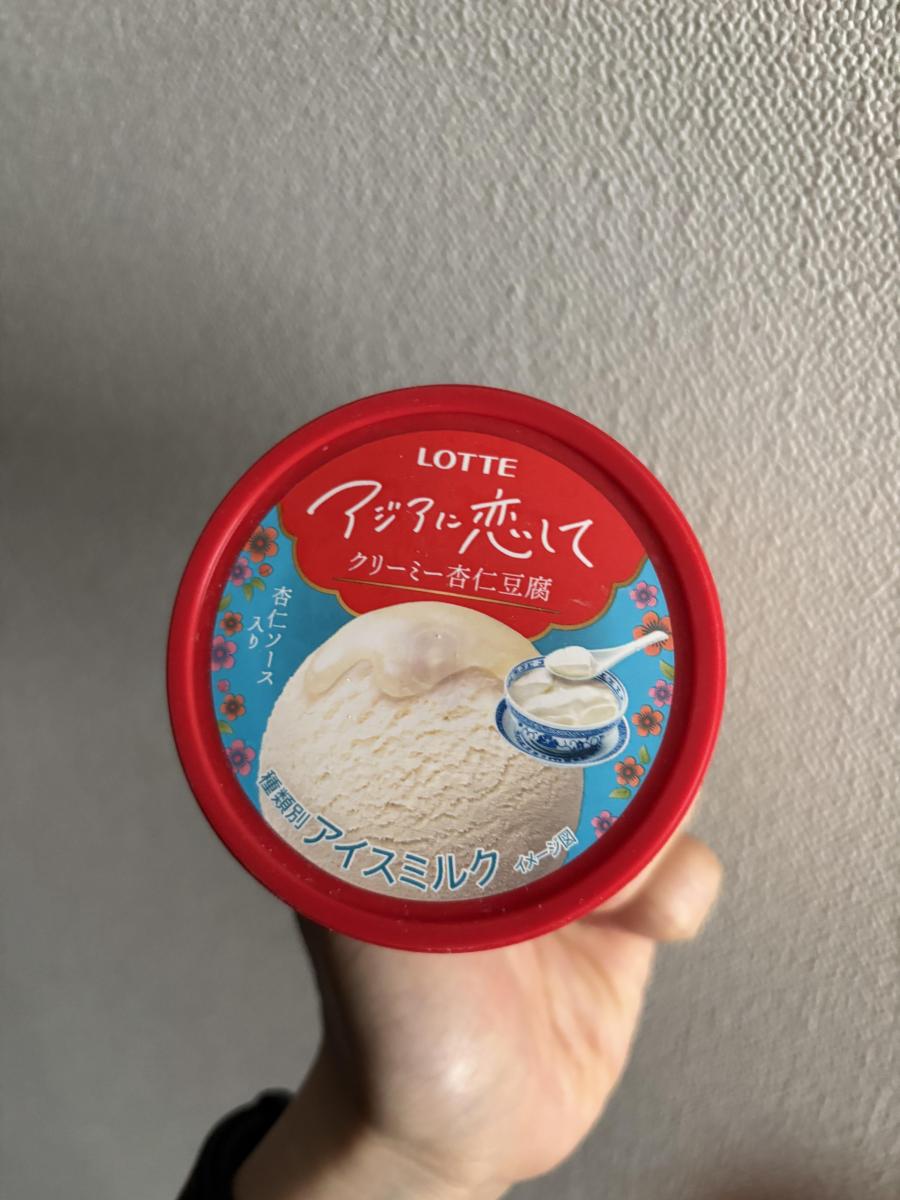 LOTTE
アジアに恋して
クリーミー杏仁豆腐
杏仁ソース
入り
種類別 アイスミルク
イメージ図